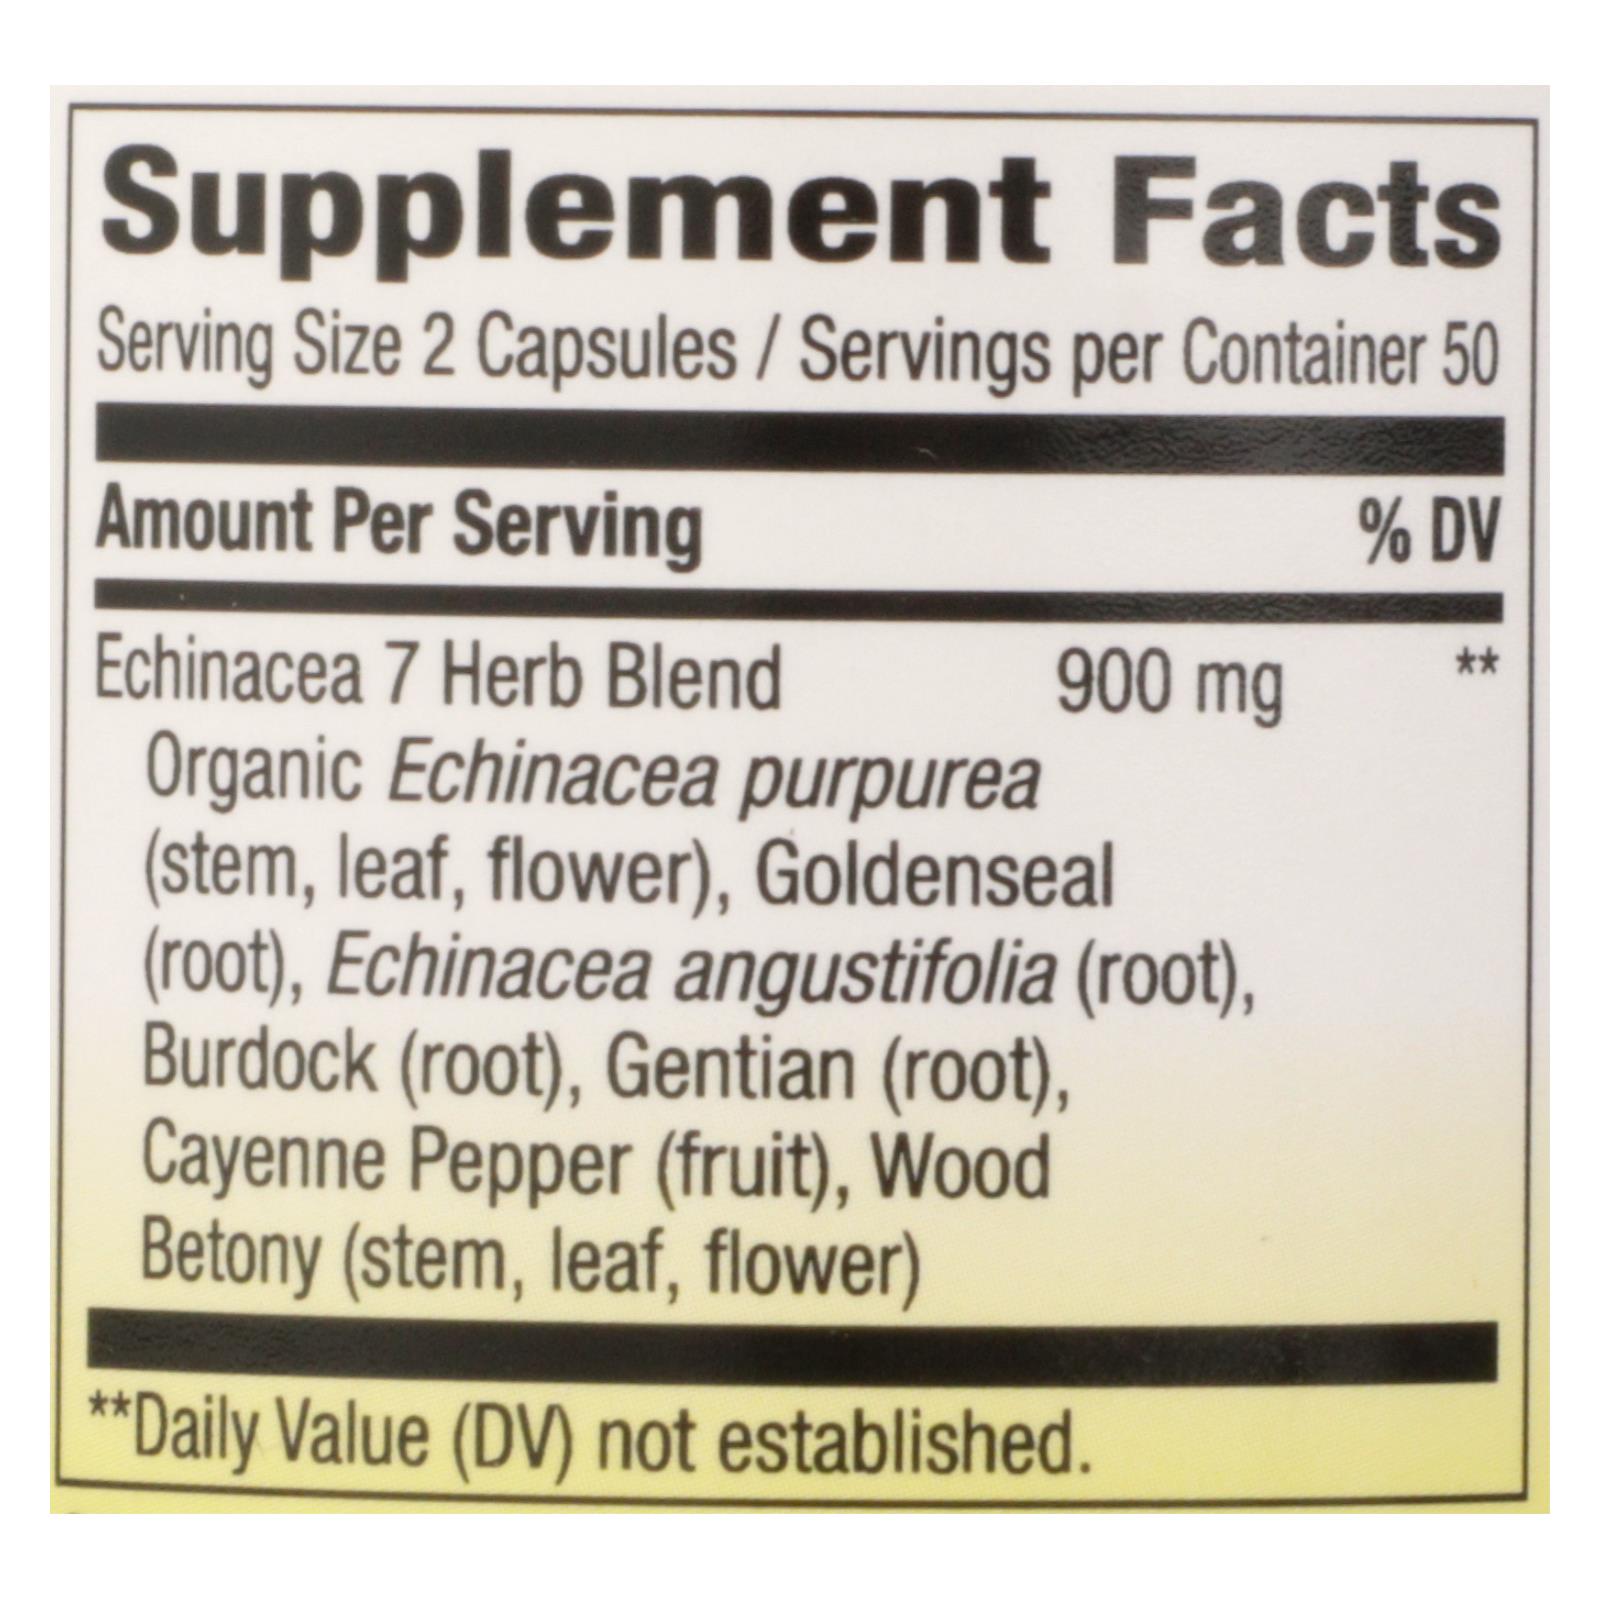 Supplement Facts
Serving Size 2 Capsules / Servings per Container 50
Amount Per Serving % DV
Echinacea 7 Herb Blend 900 mg **
Organic Echinacea purpurea
(stem, leaf, flower), Goldenseal
(root), Echinacea angustifolia (root),
Burdock (root), Gentian (root),
Cayenne Pepper (fruit), Wood
Betony (stem, leaf, flower)
**Daily Value (DV) not established.